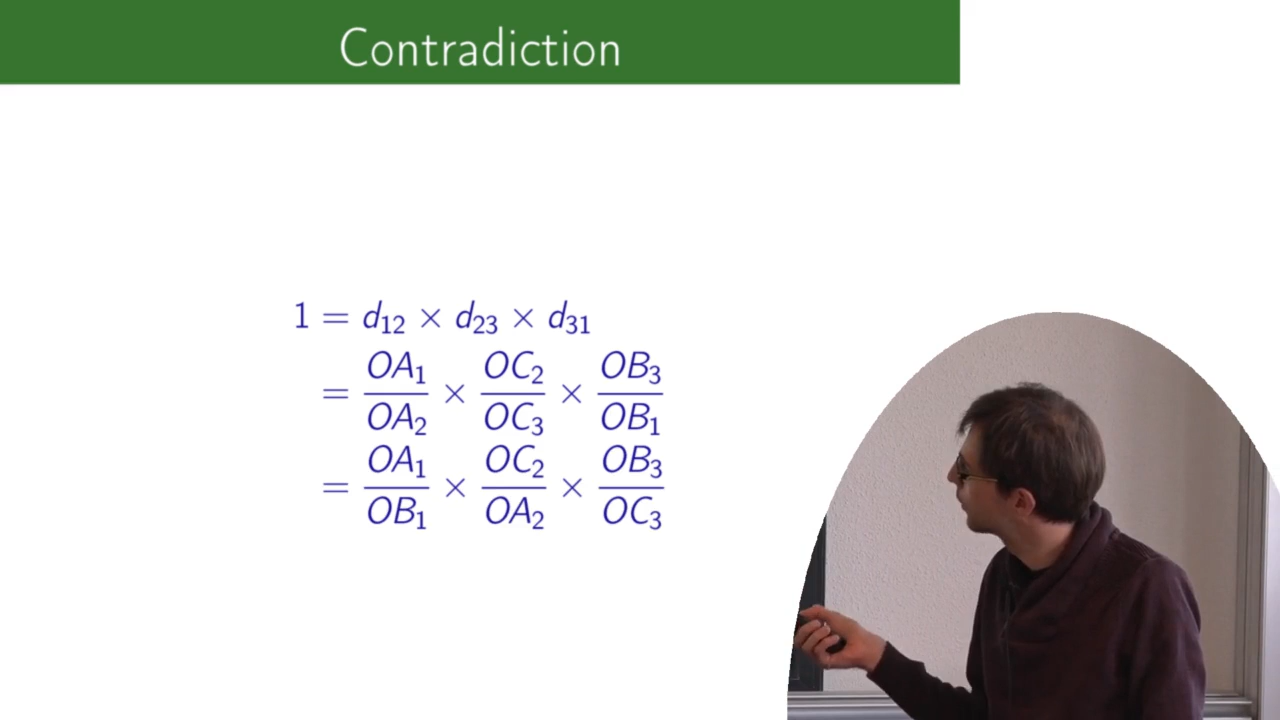 Contradiction
1 = d₁₂ × d₂₃ × d₃₁
= OA₁/OA₂ × OC₂/OC₃ × OB₃/OB₁
= OA₁/OB₁ × OC₂/OA₂ × OB₃/OC₃